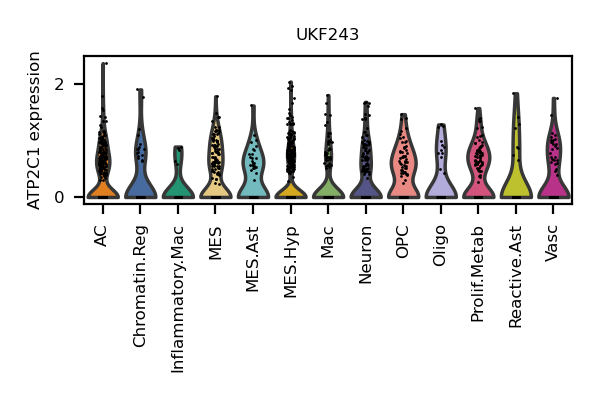 UKF243
ATP2C1 expression
2
0
AC
Chromatin.Reg
Inflammatory.Mac
MES
MES.Ast
MES.Hyp
Mac
Neuron
OPC
Oligo
Prolif.Metab
Reactive.Ast
Vasc